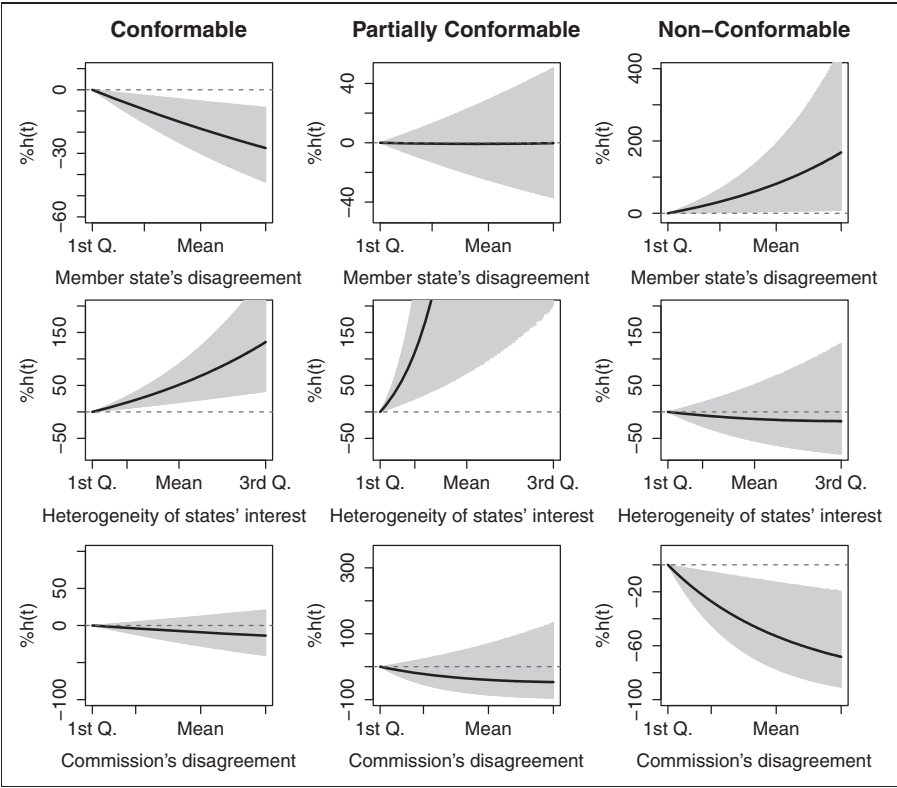 Conformable
Partially Conformable
Non−Conformable
%h(t)
0
−30
−60
1st Q.
Mean
Member state's disagreement
%h(t)
40
0
−40
1st Q.
Mean
Member state's disagreement
%h(t)
400
200
0
1st Q.
Mean
Member state's disagreement
%h(t)
150
50
−50
1st Q.
Mean
3rd Q.
Heterogeneity of states' interest
%h(t)
150
50
−50
1st Q.
Mean
3rd Q.
Heterogeneity of states' interest
%h(t)
150
50
−50
1st Q.
Mean
3rd Q.
Heterogeneity of states' interest
%h(t)
50
0
−100
1st Q.
Mean
Commission's disagreement
%h(t)
300
100
−100
1st Q.
Mean
Commission's disagreement
%h(t)
−20
−60
−100
1st Q.
Mean
Commission's disagreement